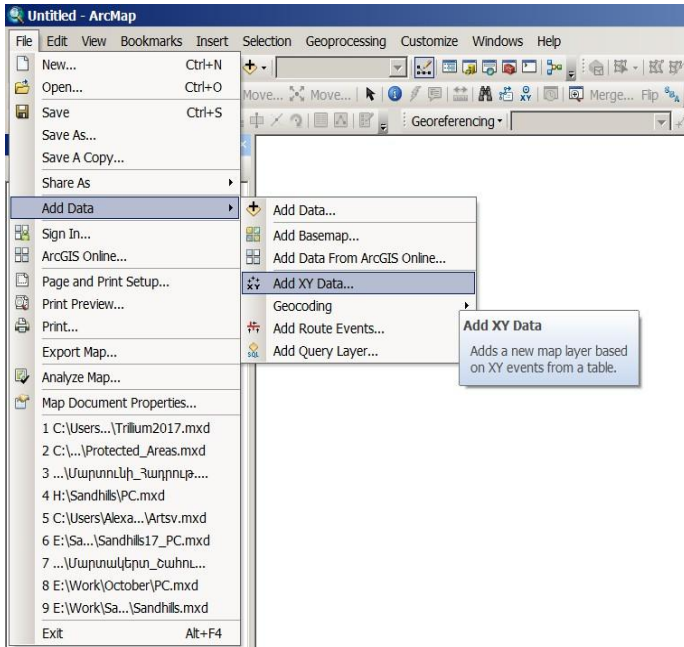 Untitled - ArcMap
File Edit View Bookmarks Insert Selection Geoprocessing Customize Windows Help
New... Ctrl+N
Open... Ctrl+O
Move... Move... Merge... Flip
Save Ctrl+S
Save As...
Georeferencing
Save A Copy...
Share As
Add Data
Add Data...
Sign In...
Add Basemap...
ArcGIS Online...
Add Data From ArcGIS Online...
Page and Print Setup...
Add XY Data...
Print Preview...
Geocoding
Print...
Add Route Events...
Add XY Data
Export Map...
Add Query Layer...
Adds a new map layer based
on XY events from a table.
Analyze Map...
Map Document Properties...
1 C:\Users...\Trilium2017.mxd
2 C:\...\Protected_Areas.mxd
3 ...\Մարտունի_Հաղորթ....
4 H:\Sandhills\PC.mxd
5 C:\Users\Alexa...\Artsv.mxd
6 E:\Sa...\Sandhills17_PC.mxd
7 ...\Մարտակերտ_Շահու...
8 E:\Work\October\PC.mxd
9 E:\Work\Sa...\Sandhills.mxd
Exit Alt+F4